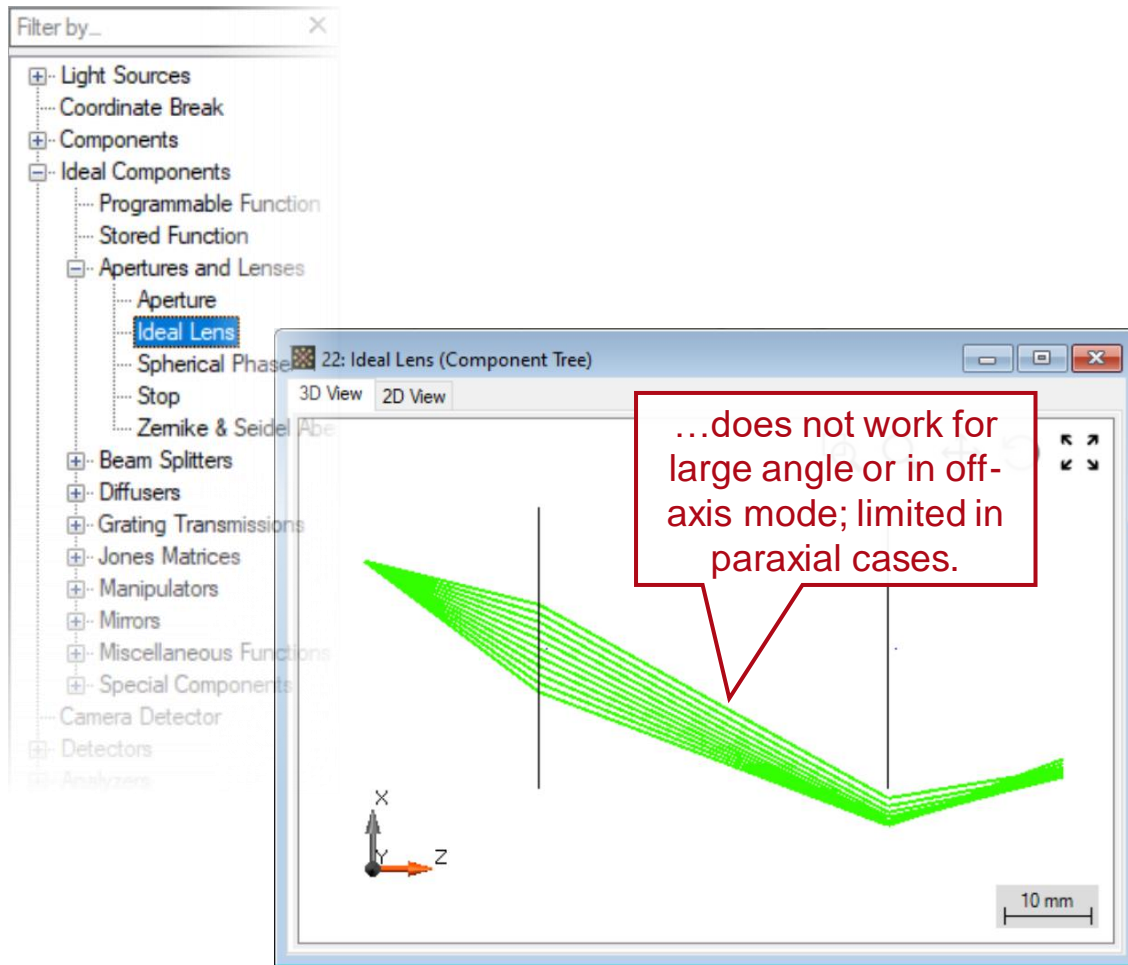 Filter by...
Light Sources
Coordinate Break
Components
Ideal Components
Programmable Function
Stored Function
Apertures and Lenses
Aperture
Ideal Lens
Spherical Phase
Stop
Zernike & Seidel Abe
Beam Splitters
Diffusers
Grating Transmissions
Jones Matrices
Manipulators
Mirrors
Miscellaneous Functions
Special Components
Camera Detector
Detectors
Analyzers
22: Ideal Lens (Component Tree)
3D View 2D View
…does not work for
large angle or in off-
axis mode; limited in
paraxial cases.
X
Y
Z
10 mm